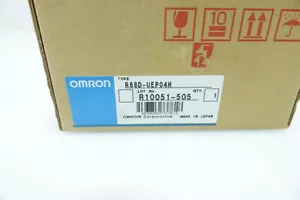 10
TYPE
OMRON
R88D-UEP04H
LOT No.
QTY.
R10051-505
1
OMRON Corporation
MADE IN JAPAN